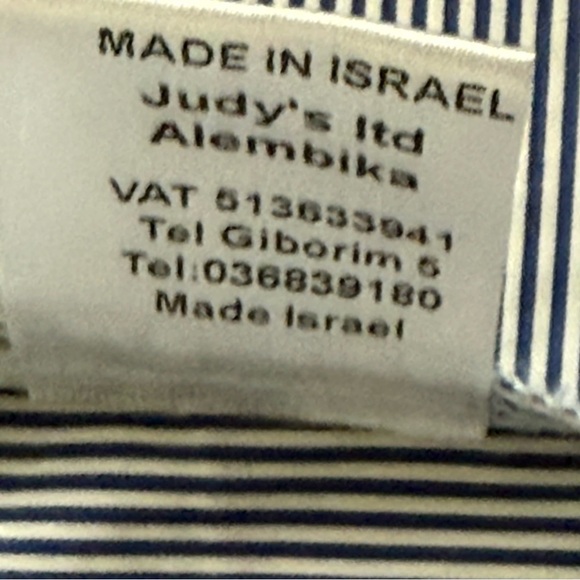 MADE IN ISRAEL
Judy's ltd
Alembika
VAT 513633941
Tel Giborim 5
Tel:036839180
Made Israel